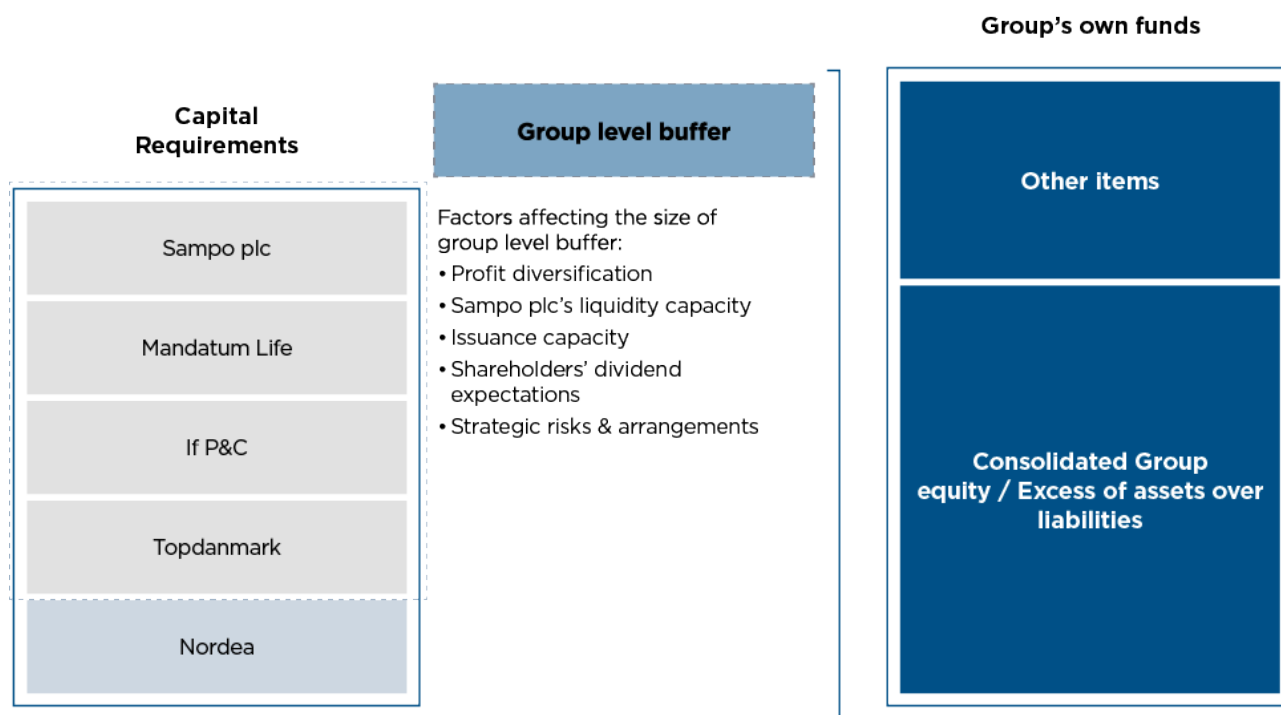 Capital
Requirements
Sampo plc
Mandatum Life
If P&C
Topdanmark
Nordea
Group level buffer
Factors affecting the size of
group level buffer:
• Profit diversification
• Sampo plc’s liquidity capacity
• Issuance capacity
• Shareholders’ dividend
expectations
• Strategic risks & arrangements
Group’s own funds
Other items
Consolidated Group
equity / Excess of assets over
liabilities